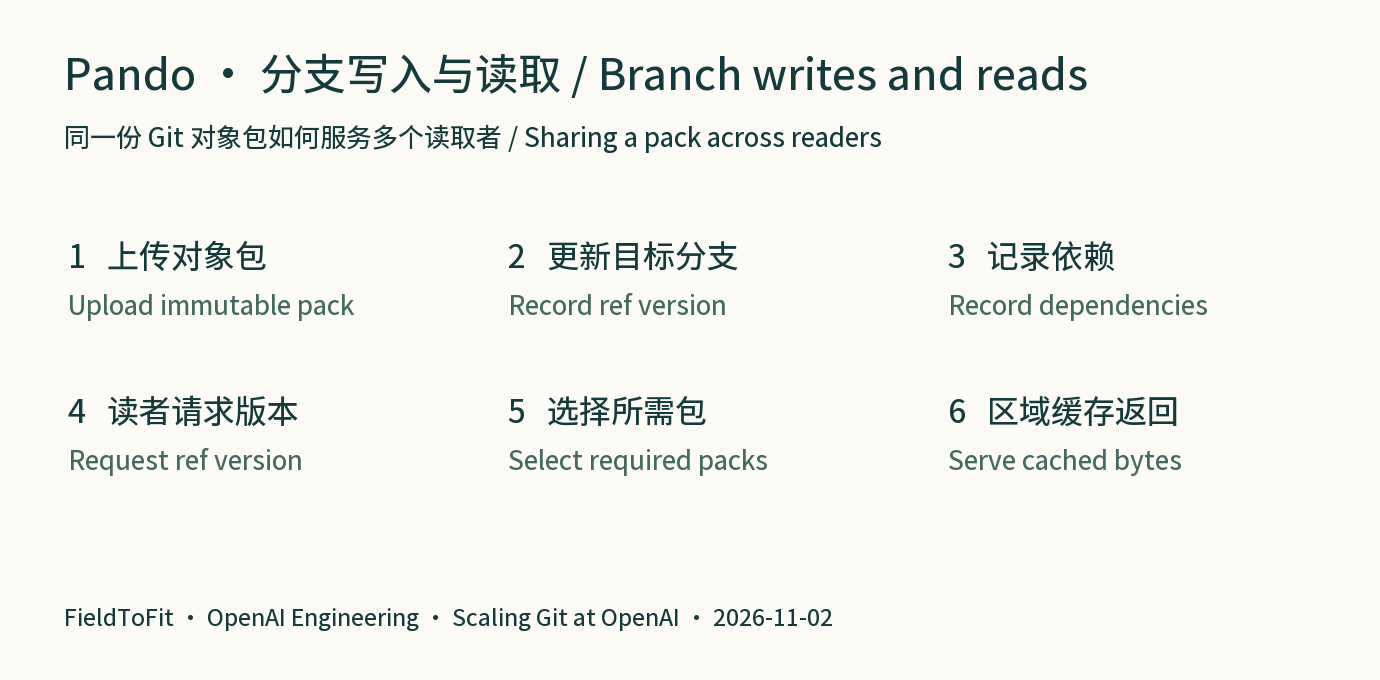 Pando · 分支写入与读取 / Branch writes and reads
同一份 Git 对象包如何服务多个读取者 / Sharing a pack across readers
1 上传对象包
Upload immutable pack
2 更新目标分支
Record ref version
3 记录依赖
Record dependencies
4 读者请求版本
Request ref version
5 选择所需包
Select required packs
6 区域缓存返回
Serve cached bytes
FieldToFit · OpenAI Engineering · Scaling Git at OpenAI · 2026-11-02